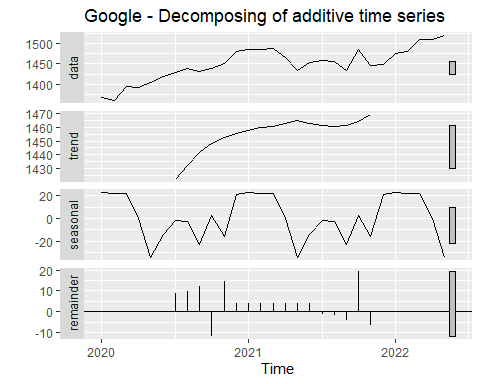 Google - Decomposing of additive time series
data
1500
1450
1400
trend
1470
1460
1450
1440
1430
seasonal
20
0
-20
remainder
20
10
0
-10
2020 2021 2022
Time